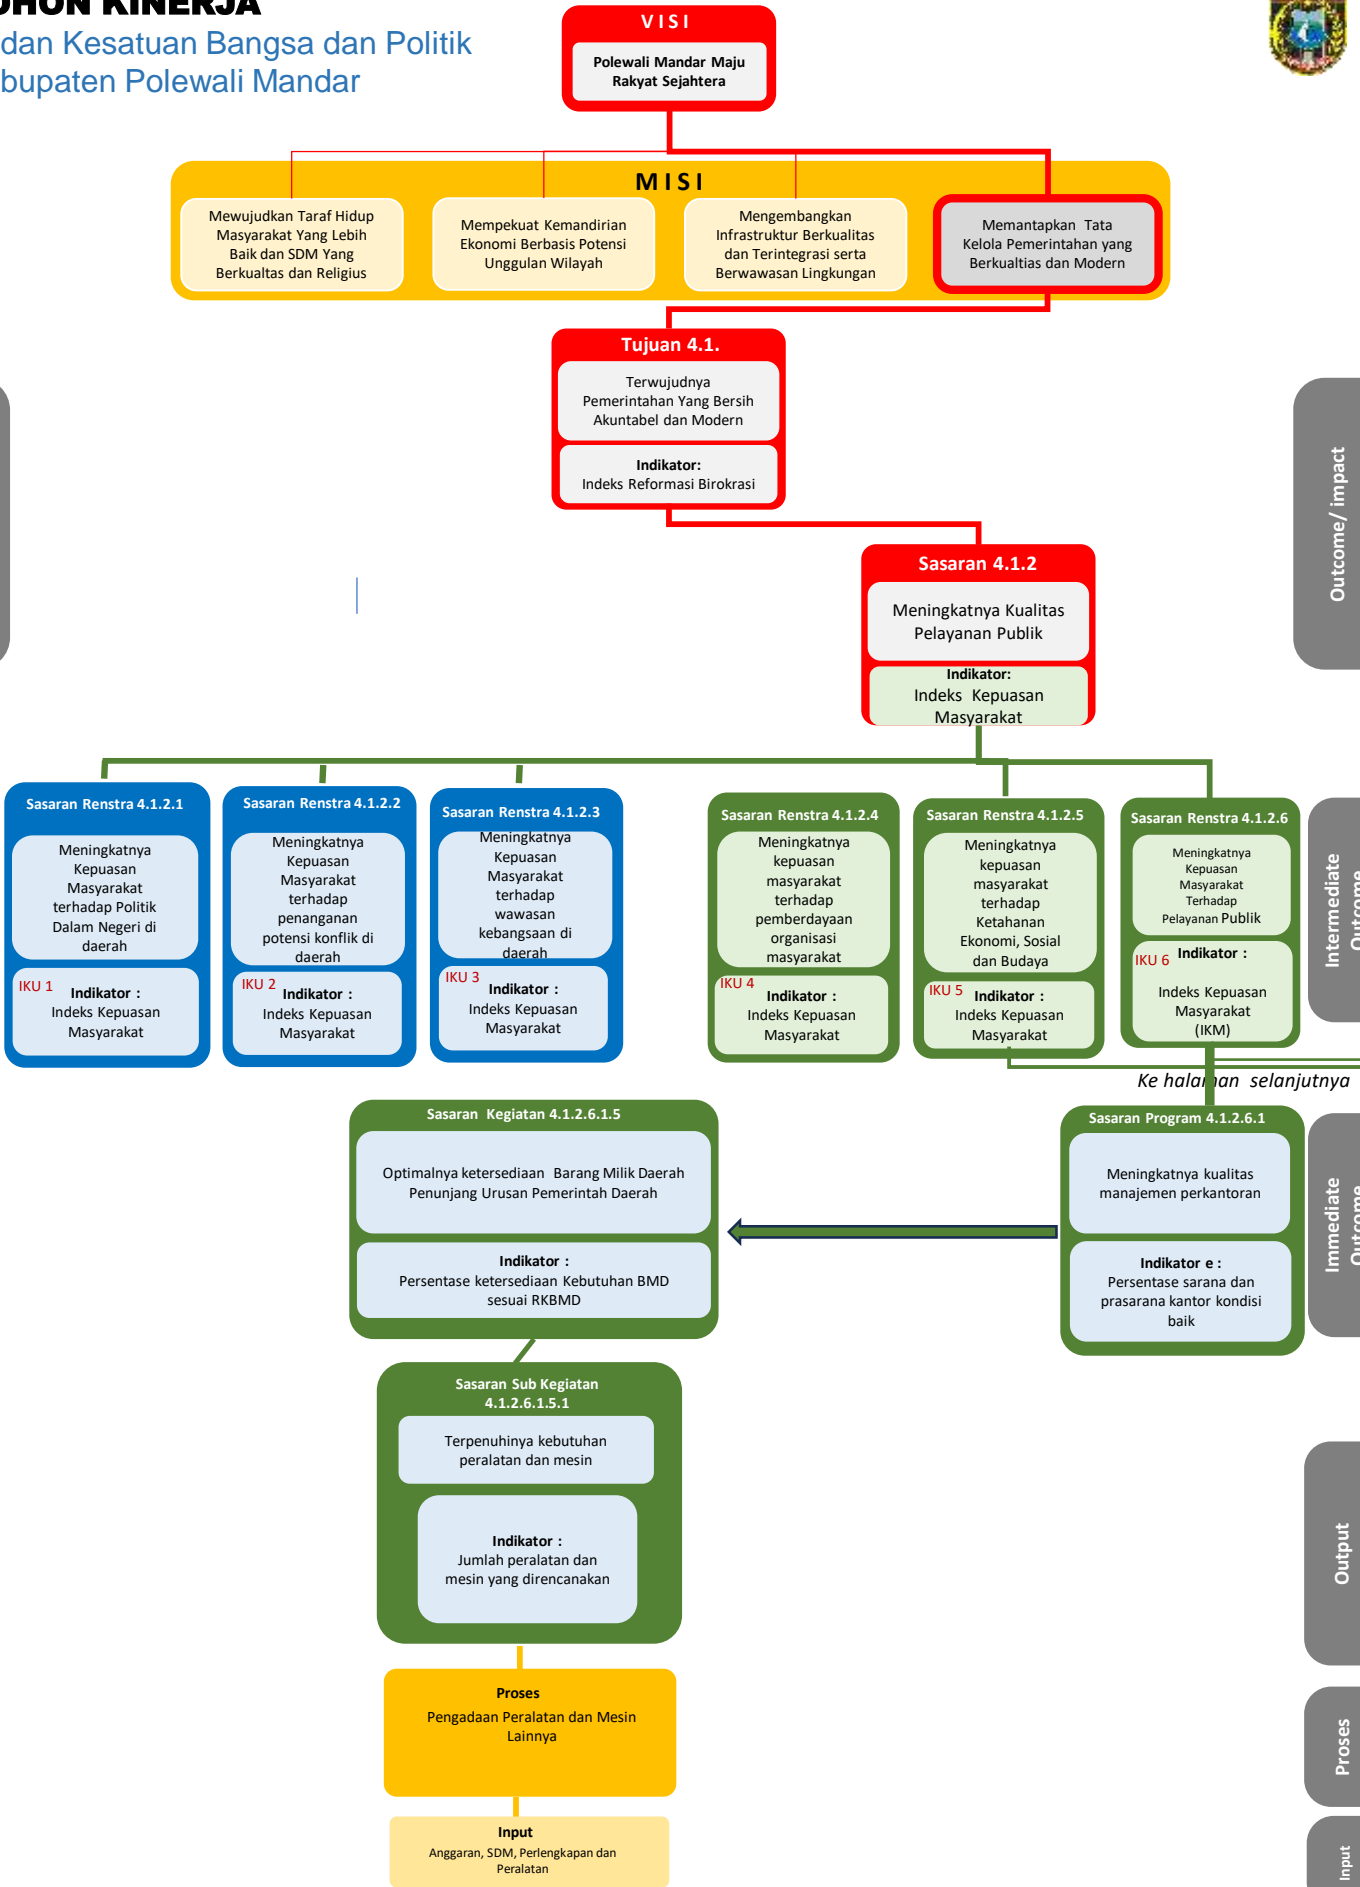 OHON KINERJA
dan Kesatuan Bangsa dan Politik
bupaten Polewali Mandar
V I S I
Polewali Mandar Maju
Rakyat Sejahtera
M I S I
Mewujudkan Taraf Hidup
Masyarakat Yang Lebih
Baik dan SDM Yang
Berkualtas dan Religius
Mempekuat Kemandirian
Ekonomi Berbasis Potensi
Unggulan Wilayah
Mengembangkan
Infrastruktur Berkualitas
dan Terintegrasi serta
Berwawasan Lingkungan
Memantapkan Tata
Kelola Pemerintahan yang
Berkualtias dan Modern
Tujuan 4.1.
Terwujudnya
Pemerintahan Yang Bersih
Akuntabel dan Modern
Indikator:
Indeks Reformasi Birokrasi
Outcome/ impact
Sasaran 4.1.2
Meningkatnya Kualitas
Pelayanan Publik
Indikator:
Indeks Kepuasan
Masyarakat
Sasaran Renstra 4.1.2.1
Meningkatnya
Kepuasan
Masyarakat
terhadap Politik
Dalam Negeri di
daerah
IKU 1
Indikator :
Indeks Kepuasan
Masyarakat
Sasaran Renstra 4.1.2.2
Meningkatnya
Kepuasan
Masyarakat
terhadap
penanganan
potensi konflik di
daerah
IKU 2
Indikator :
Indeks Kepuasan
Masyarakat
Sasaran Renstra 4.1.2.3
Meningkatnya
Kepuasan
Masyarakat
terhadap
wawasan
kebangsaan di
daerah
IKU 3
Indikator :
Indeks Kepuasan
Masyarakat
Sasaran Renstra 4.1.2.4
Meningkatnya
kepuasan
masyarakat
terhadap
pemberdayaan
organisasi
masyarakat
IKU 4
Indikator :
Indeks Kepuasan
Masyarakat
Sasaran Renstra 4.1.2.5
Meningkatnya
kepuasan
masyarakat
terhadap
Ketahanan
Ekonomi, Sosial
dan Budaya
IKU 5
Indikator :
Indeks Kepuasan
Masyarakat
Sasaran Renstra 4.1.2.6
Meningkatnya
Kepuasan
Masyarakat
Terhadap
Pelayanan Publik
IKU 6
Indikator :
Indeks Kepuasan
Masyarakat
(IKM)
Intermediate
Outcome
Ke halaman selanjutnya
Sasaran Kegiatan 4.1.2.6.1.5
Optimalnya ketersediaan Barang Milik Daerah
Penunjang Urusan Pemerintah Daerah
Indikator :
Persentase ketersediaan Kebutuhan BMD
sesuai RKBMD
Sasaran Program 4.1.2.6.1
Meningkatnya kualitas
manajemen perkantoran
Indikator e :
Persentase sarana dan
prasarana kantor kondisi
baik
Immediate
Outcome
Sasaran Sub Kegiatan
4.1.2.6.1.5.1
Terpenuhinya kebutuhan
peralatan dan mesin
Indikator :
Jumlah peralatan dan
mesin yang direncanakan
Output
Proses
Pengadaan Peralatan dan Mesin
Lainnya
Proses
Input
Anggaran, SDM, Perlengkapan dan
Peralatan
Input